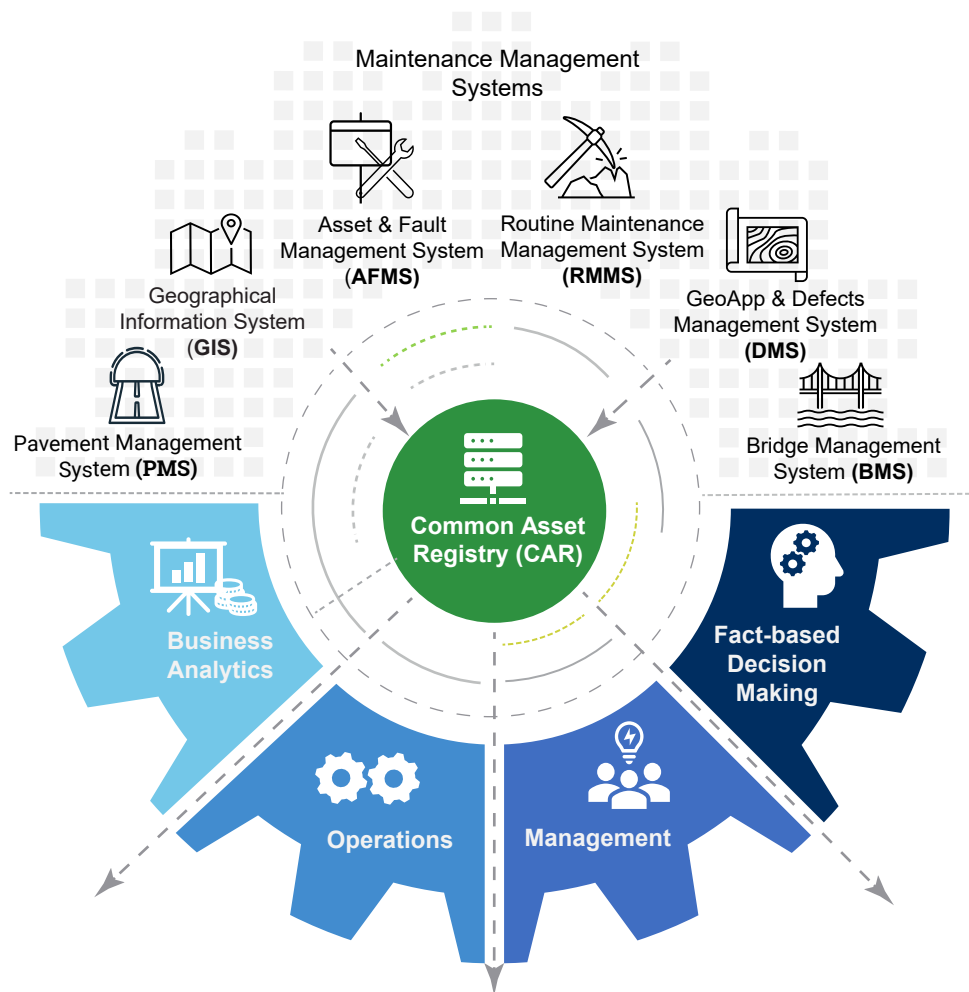 Maintenance Management
Systems
Asset & Fault
Management System
(AFMS)
Routine Maintenance
Management System
(RMMS)
Geographical
Information System
(GIS)
GeoApp & Defects
Management System
(DMS)
Pavement Management
System (PMS)
Bridge Management
System (BMS)
Common Asset
Registry (CAR)
Business
Analytics
Fact-based
Decision
Making
Operations
Management